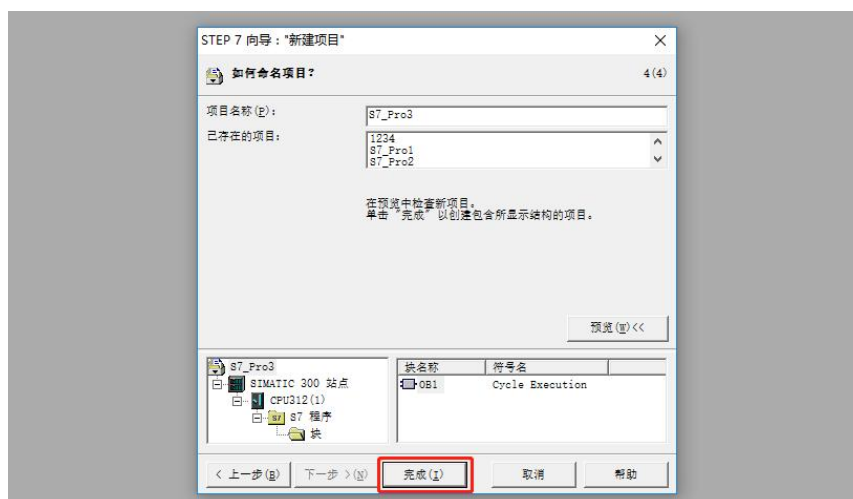 STEP 7 向导："新建项目"
如何命名项目?
4(4)
项目名称(P):
S7_Pro3
已存在的项目:
1234
S7_Pro1
S7_Pro2
在预览中检查新项目。
单击 "完成" 以创建包含所显示结构的项目。
预览(W)<<
S7_Pro3
SIMATIC 300 站点
CPU312(1)
S7 程序
块
块名称 符号名
OB1 Cycle Execution
< 上一步(B) 下一步 >(N) 完成(I) 取消 帮助